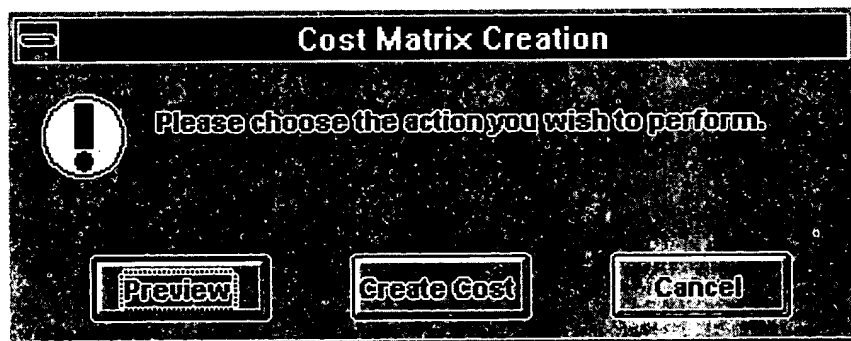 Cost Matrix Creation
Please choose the action you wish to perform.
Preview
Create Cost
Cancel